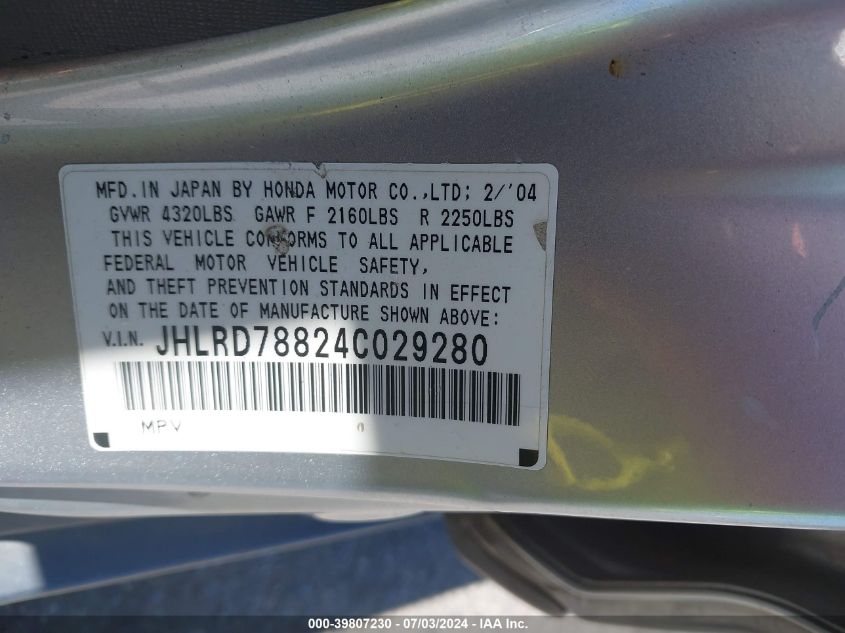 MFD. IN JAPAN BY HONDA MOTOR CO., LTD; 2/'04
GVWR 4320LBS GAWR F 2160LBS R 2250LBS
THIS VEHICLE CONFORMS TO ALL APPLICABLE
FEDERAL MOTOR VEHICLE SAFETY,
AND THEFT PREVENTION STANDARDS IN EFFECT
ON THE DATE OF MANUFACTURE SHOWN ABOVE:
V.I.N. JHLRD78824C029280
MPV 0
000-39807230 - 07/03/2024 - IAA Inc.